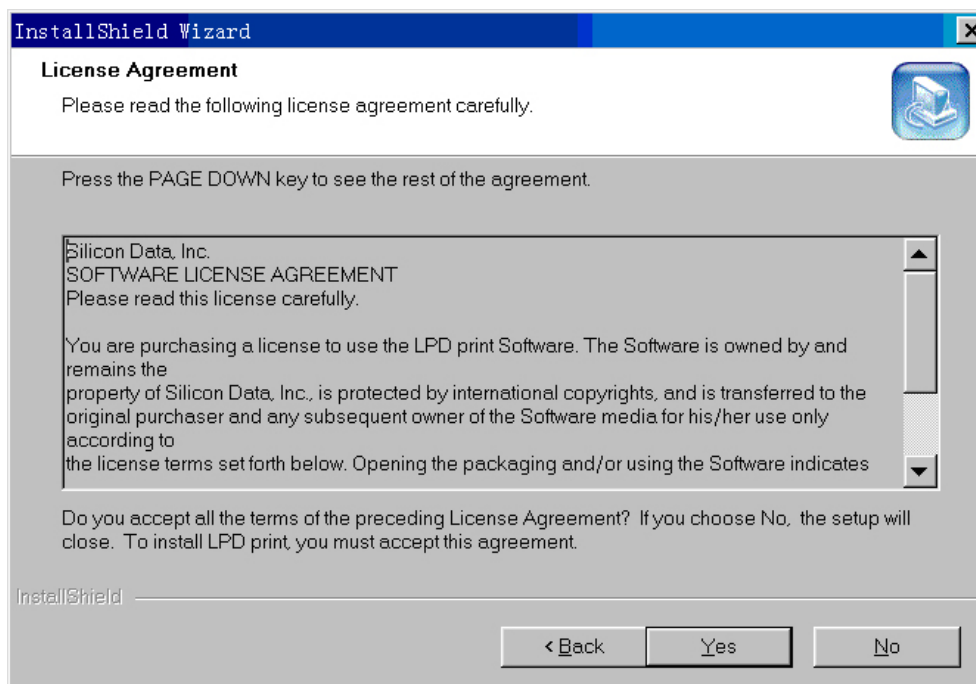 InstallShield Wizard
License Agreement
Please read the following license agreement carefully.
Press the PAGE DOWN key to see the rest of the agreement.
Silicon Data, Inc.
SOFTWARE LICENSE AGREEMENT
Please read this license carefully.
You are purchasing a license to use the LPD print Software. The Software is owned by and
remains the
property of Silicon Data, Inc., is protected by international copyrights, and is transferred to the
original purchaser and any subsequent owner of the Software media for his/her use only
according to
the license terms set forth below. Opening the packaging and/or using the Software indicates
Do you accept all the terms of the preceding License Agreement? If you choose No, the setup will
close. To install LPD print, you must accept this agreement.
InstallShield
< Back
Yes
No